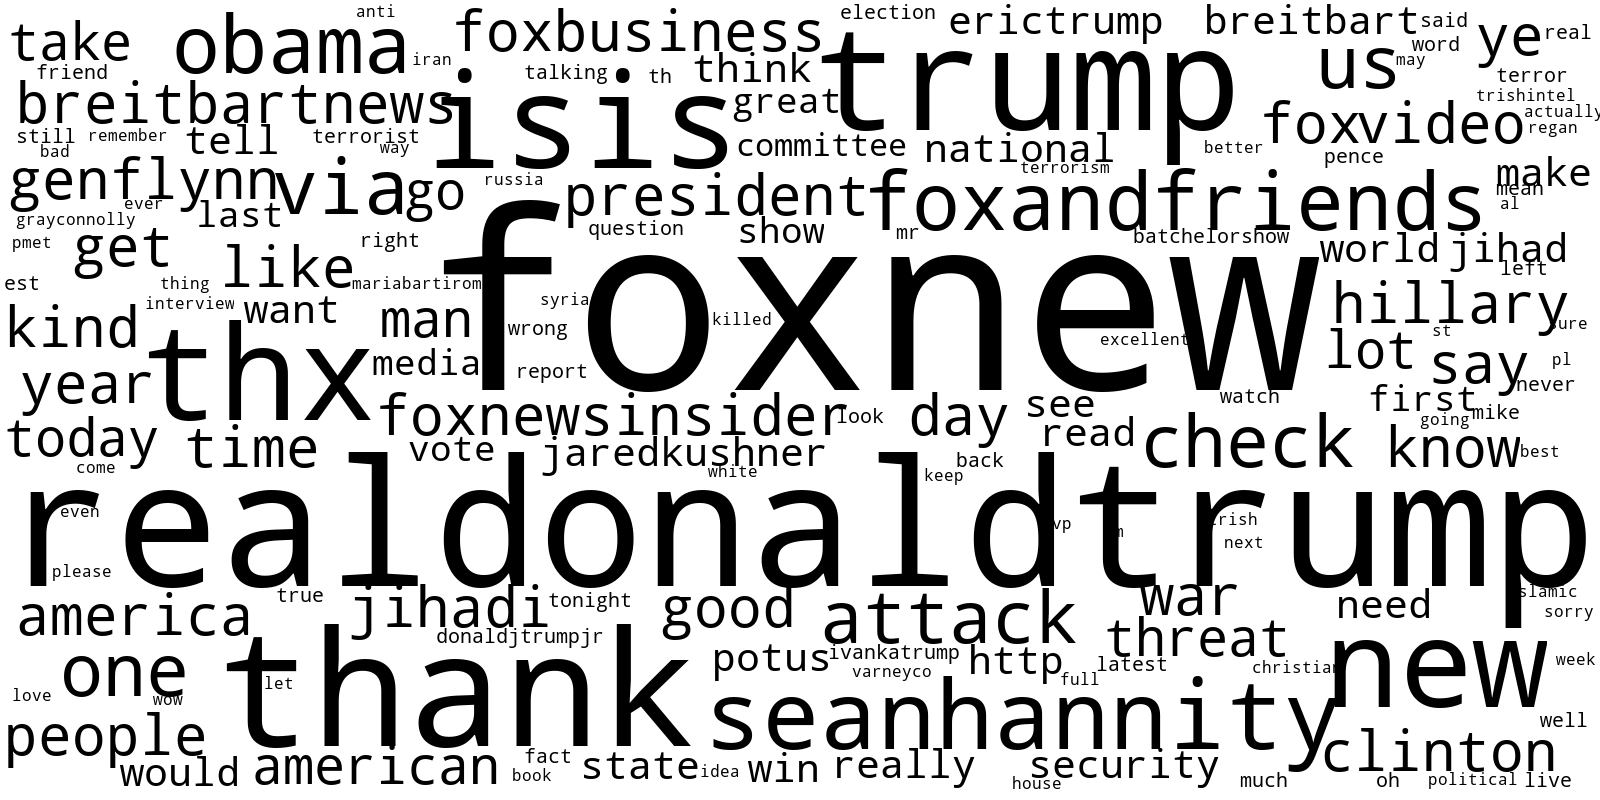 anti
election
erictrump
breitbart
said
take
obama
foxbusiness
trump
us
word
ye
real
friend
iran
talking
th
think
may
terror
breitbartnews
isis
great
foxvideo
trishintel
actually
regan
still
remember
tell
terrorist
way
committee
national
better
pence
bad
genflynn
via
go
russia
president
foxandfriends
terrorism
make
mean
al
ever
grayconnolly
last
pmet
get
right
question
show
mr
batchelorshow
world
jihad
left
est
thing
like
mariabartirom
foxnew
hillary
interview
want
syria
kind
thx
man
wrong
killed
excellent
lot
st
sure
say
pl
year
media
report
never
watch
first
today
time
foxnewsinsider
look
day
see
going
mike
vote
jaredkushner
read
check
know
best
come
white
back
keep
realdonaldtrump
even
vp
next
please
america
true
jihadi
tonight
good
attack
war
need
sorry
donaldjtrumpjr
threat
one
thank
potus
ivankatrump
http
latest
new
week
let
varneyco
full
christian
love
wow
seanhannity
people
well
would
american
fact
book
state
idea
win
really
security
clinton
house
much
oh
political
live